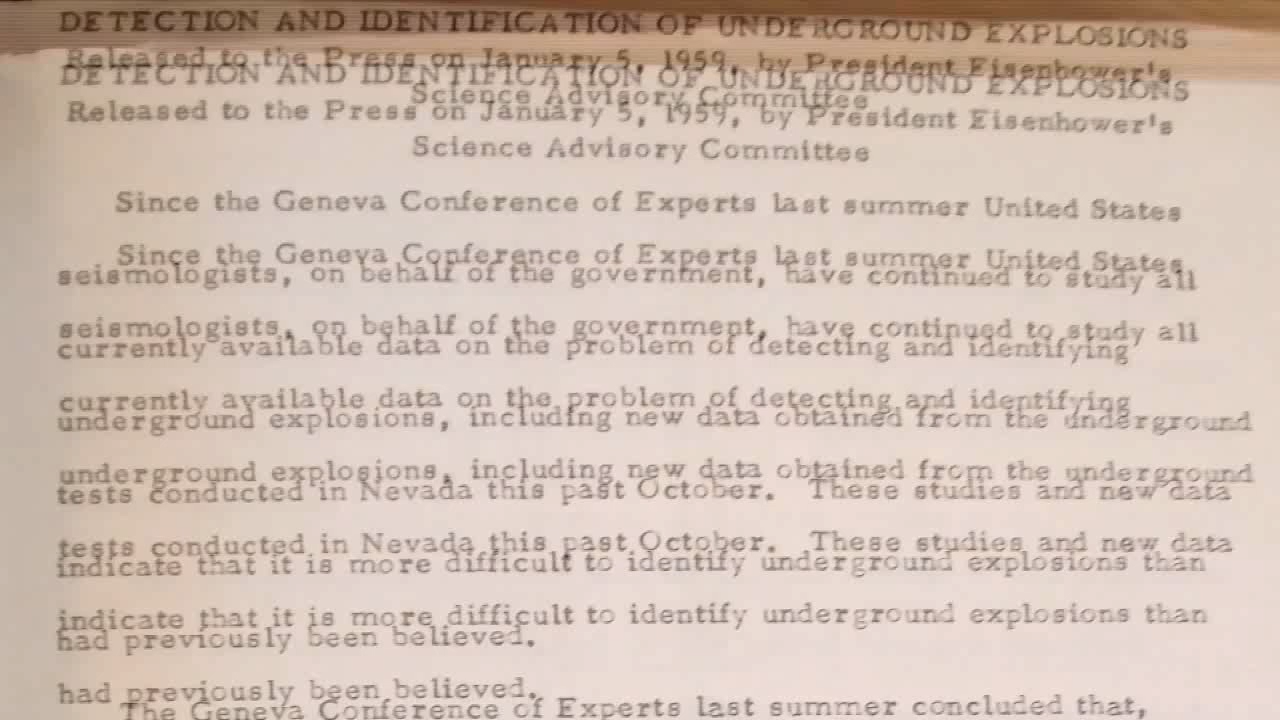 DETECTION AND IDENTIFICATION OF UNDERGROUND EXPLOSIONS
Released to the Press on January 5, 1959, by President Eisenhower's
DETECTION AND IDENTIFICATION OF UNDERGROUND EXPLOSIONS
Science Advisory Committee
Released to the Press on January 5, 1959, by President Eisenhower's
Science Advisory Committee
Since the Geneva Conference of Experts last summer United States
Since the Geneva Conference of Experts last summer United States
seismologists, on behalf of the government, have continued to study all
seismologists, on behalf of the government, have continued to study all
currently available data on the problem of detecting and identifying
currently available data on the problem of detecting and identifying
underground explosions, including new data obtained from the underground
underground explosions, including new data obtained from the underground
tests conducted in Nevada this past October. These studies and new data
tests conducted in Nevada this past October. These studies and new data
indicate that it is more difficult to identify underground explosions than
indicate that it is more difficult to identify underground explosions than
had previously been believed.
had previously been believed.
The Geneva Conference of Experts last summer concluded that,